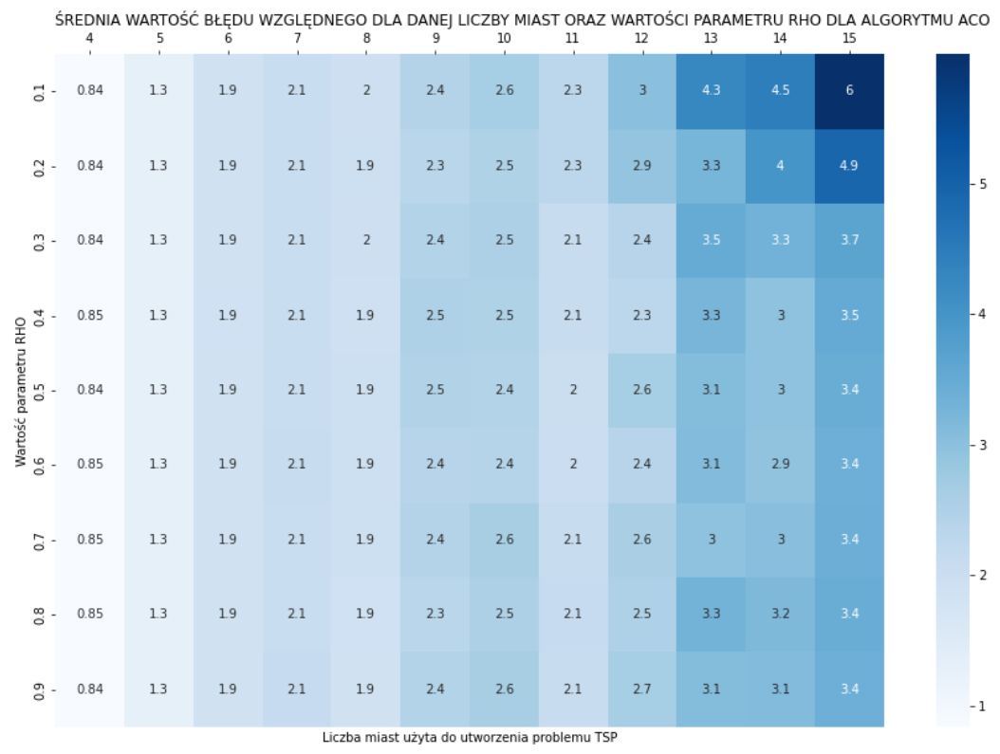 ŚREDNIA WARTOŚĆ BŁĘDU WZGLĘDNEGO DLA DANEJ LICZBY MIAST ORAZ WARTOŚCI PARAMETRU RHO DLA ALGORYTMU ACO
4 5 6 7 8 9 10 11 12 13 14 15
0.1 0.84 1.3 1.9 2.1 2 2.4 2.6 2.3 3 4.3 4.5 6
0.2 0.84 1.3 1.9 2.1 1.9 2.3 2.5 2.3 2.9 3.3 4 4.9
0.3 0.84 1.3 1.9 2.1 2 2.4 2.5 2.1 2.4 3.5 3.3 3.7
0.4 0.85 1.3 1.9 2.1 1.9 2.5 2.5 2.1 2.3 3.3 3 3.5
0.5 0.84 1.3 1.9 2.1 1.9 2.5 2.4 2 2.6 3.1 3 3.4
0.6 0.85 1.3 1.9 2.1 1.9 2.4 2.4 2 2.4 3.1 2.9 3.4
0.7 0.85 1.3 1.9 2.1 1.9 2.4 2.6 2.1 2.6 3 3 3.4
0.8 0.85 1.3 1.9 2.1 1.9 2.3 2.5 2.1 2.5 3.3 3.2 3.4
0.9 0.84 1.3 1.9 2.1 1.9 2.4 2.6 2.1 2.7 3.1 3.1 3.4
Wartość parametru RHO
Liczba miast użyta do utworzenia problemu TSP
5
4
3
2
1